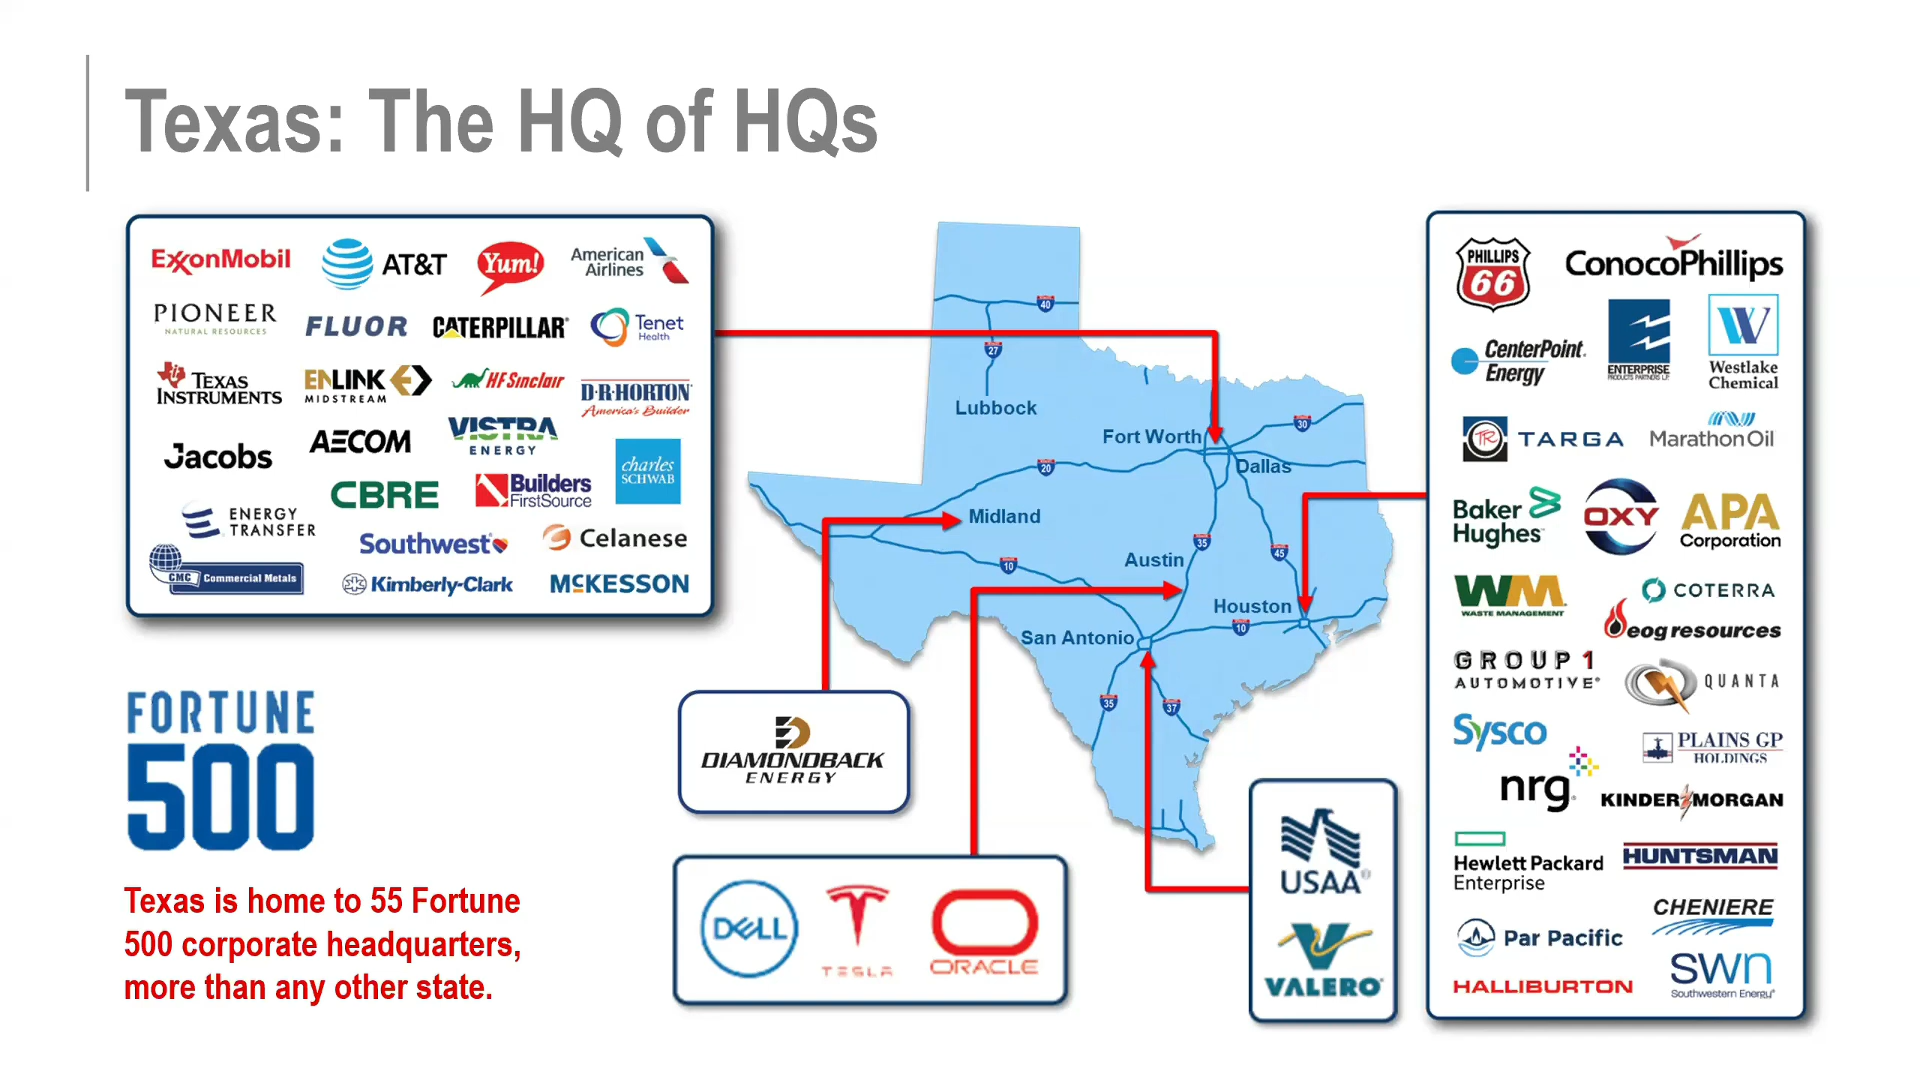 Texas: The HQ of HQs
ExxonMobil
AT&T
Yum!
American
Airlines
PIONEER
NATURAL RESOURCES
FLUOR
CATERPILLAR®
Tenet
Health
TEXAS
INSTRUMENTS
ENLINK
MIDSTREAM
HF Sinclair
D·R·HORTON
America's Builder
Jacobs
AECOM
VISTRA
ENERGY
charles
SCHWAB
CBRE
Builders
FirstSource
ENERGY
TRANSFER
Southwest
Celanese
CMC Commercial Metals
Kimberly-Clark
MCKESSON
FORTUNE
500
Texas is home to 55 Fortune
500 corporate headquarters,
more than any other state.
40
27
Lubbock
30
Fort Worth
20
Dallas
Midland
35
45
Austin
10
Houston
10
San Antonio
35
37
DIAMONDBACK
ENERGY
DELL
TESLA
ORACLE
USAA®
VALERO
PHILLIPS
66
ConocoPhillips
CenterPoint.
Energy
ENTERPRISE
PRODUCTS PARTNERS L.P.
W
Westlake
Chemical
TR TARGA
MarathonOil
Baker
Hughes
OXY
APA
Corporation
WM
WASTE MANAGEMENT
COTERRA
eog resources
GROUP 1
AUTOMOTIVE®
QUANTA
Sysco
PLAINS GP
HOLDINGS
nrg
KINDER MORGAN
Hewlett Packard
Enterprise
HUNTSMAN
CHENIERE
Par Pacific
HALLIBURTON
swn
Southwestern Energy®